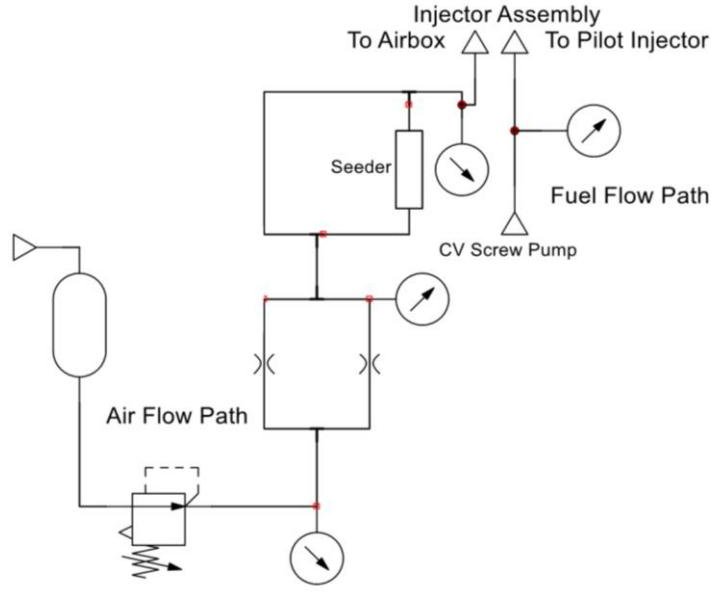 Injector Assembly
To Airbox
To Pilot Injector
Seeder
Fuel Flow Path
CV Screw Pump
Air Flow Path